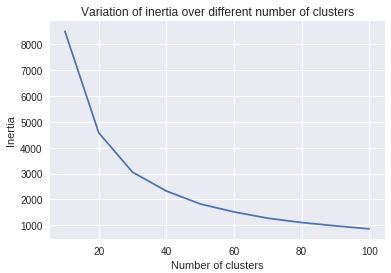 Variation of inertia over different number of clusters
8000
7000
6000
5000
4000
3000
2000
1000
Inertia
20 40 60 80 100
Number of clusters